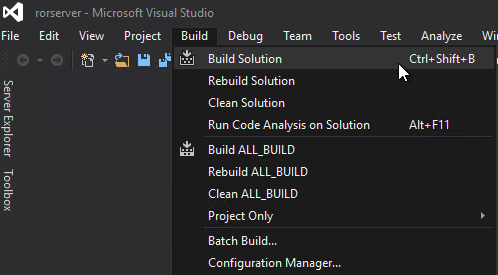 rorserver - Microsoft Visual Studio
File Edit View Project Build Debug Team Tools Test Analyze
Build Solution Ctrl+Shift+B
Rebuild Solution
Clean Solution
Run Code Analysis on Solution Alt+F11
Build ALL_BUILD
Rebuild ALL_BUILD
Clean ALL_BUILD
Project Only
Batch Build...
Configuration Manager...
Server Explorer
Toolbox